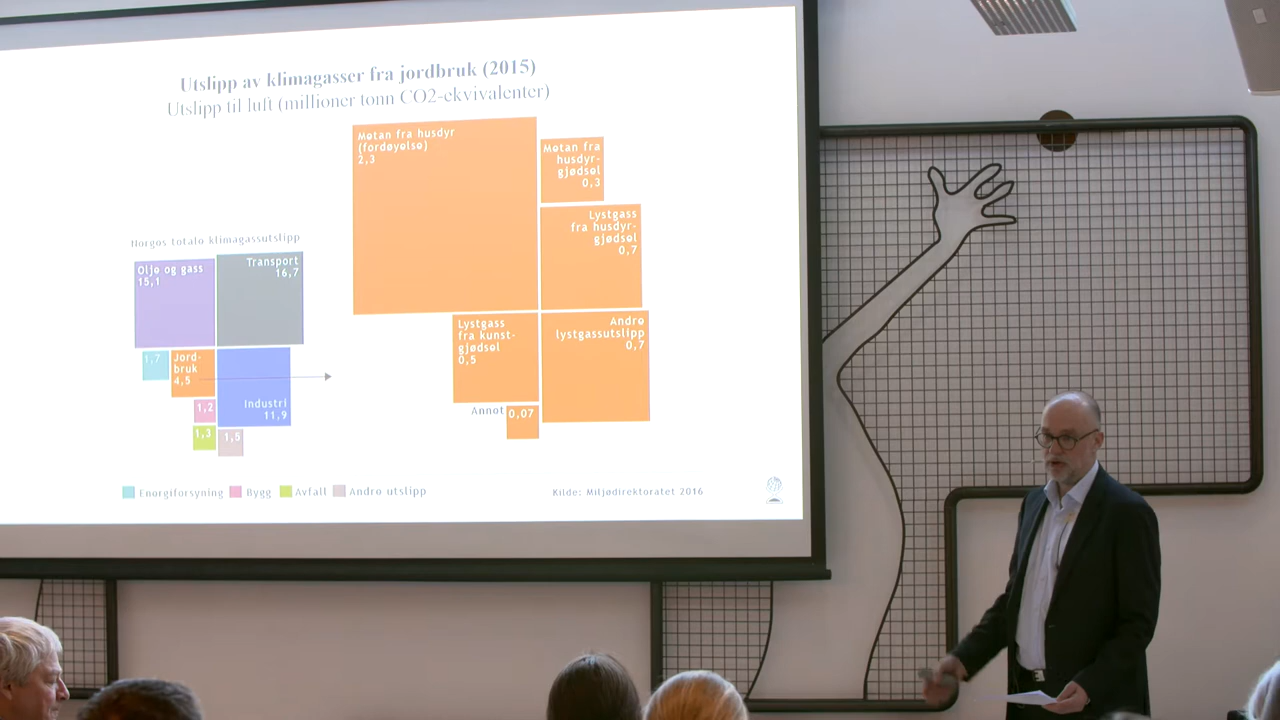 Utslipp av klimagasser fra jordbruk (2015)
Utslipp til luft (millioner tonn CO2-ekvivalenter)
Metan fra husdyr
(fordøyelse)
2,3
Metan fra
husdyr-
gjødsel
0,3
Lystgass
fra husdyr-
gjødsel
0,7
Norges totale klimagassutslipp
Olje og gass
15,1
Transport
16,7
Lystgass
fra kunst-
gjødsel
0,5
Andre
lystgassutslipp
0,7
1,7
Jord-
bruk
4,5
Industri
11,9
1,2
Annet
0,07
1,3
1,5
Energiforsyning
Bygg
Avfall
Andre utslipp
Kilde: Miljødirektoratet 2016